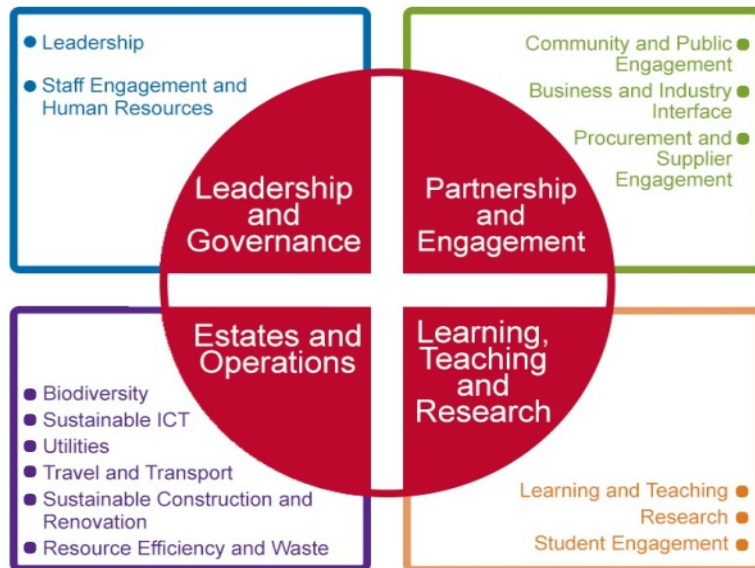 Leadership
Staff Engagement and
Human Resources
Community and Public
Engagement
Business and Industry
Interface
Procurement and
Supplier
Engagement
Leadership
and
Governance
Partnership
and
Engagement
Estates and
Operations
Learning,
Teaching
and
Research
Biodiversity
Sustainable ICT
Utilities
Travel and Transport
Sustainable Construction and
Renovation
Resource Efficiency and Waste
Learning and Teaching
Research
Student Engagement